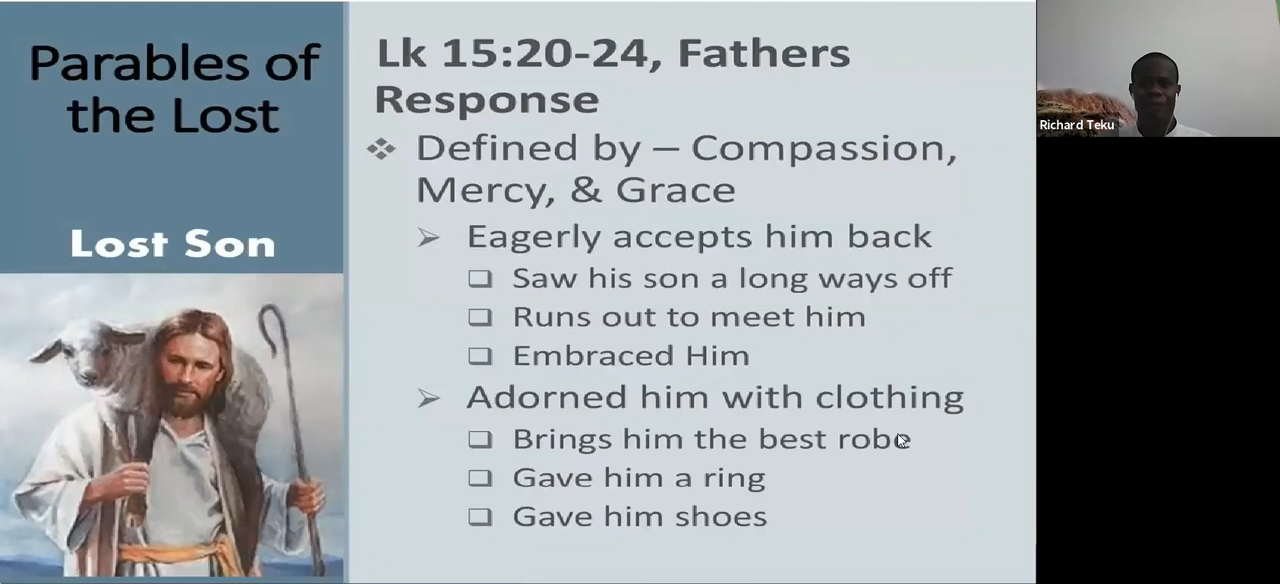 Parables of
the Lost
Lost Son
Lk 15:20-24, Fathers
Response
Defined by – Compassion,
Mercy, & Grace
Eagerly accepts him back
Saw his son a long ways off
Runs out to meet him
Embraced Him
Adorned him with clothing
Brings him the best robe
Gave him a ring
Gave him shoes
Richard Teku